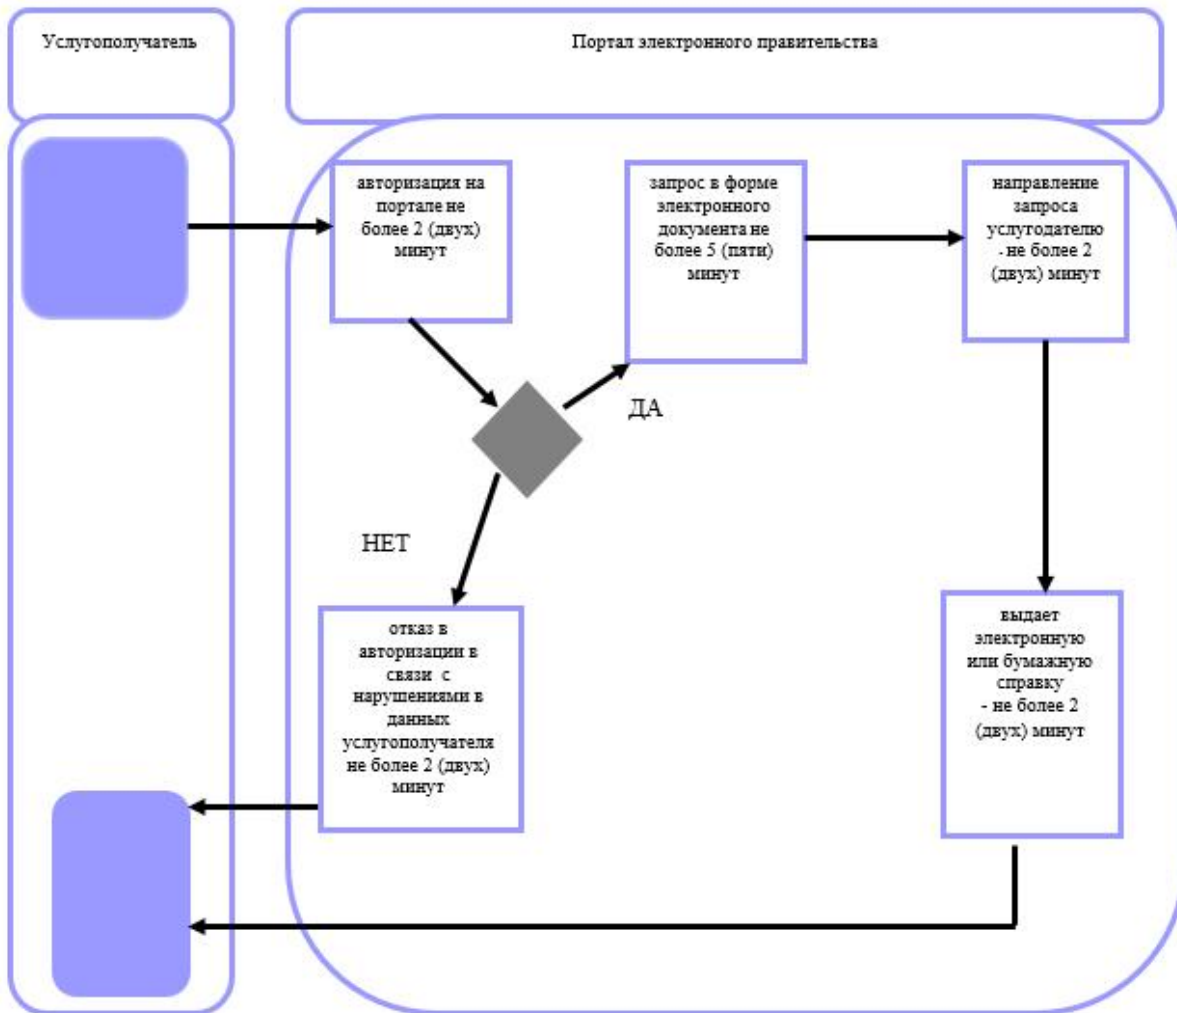 Услугополучатель
Портал электронного правительства
авторизация на
портале не
более 2 (двух)
минут
запрос в форме
электронного
документа не
более 5 (пяти)
минут
направление
запроса
услугодателю
- не более 2
(двух) минут
ДА
НЕТ
отказ в
авторизации в
связи с
нарушениями в
данных
услугополучателя
не более 2 (двух)
минут
выдает
электронную
или бумажную
справку
- не более 2
(двух) минут